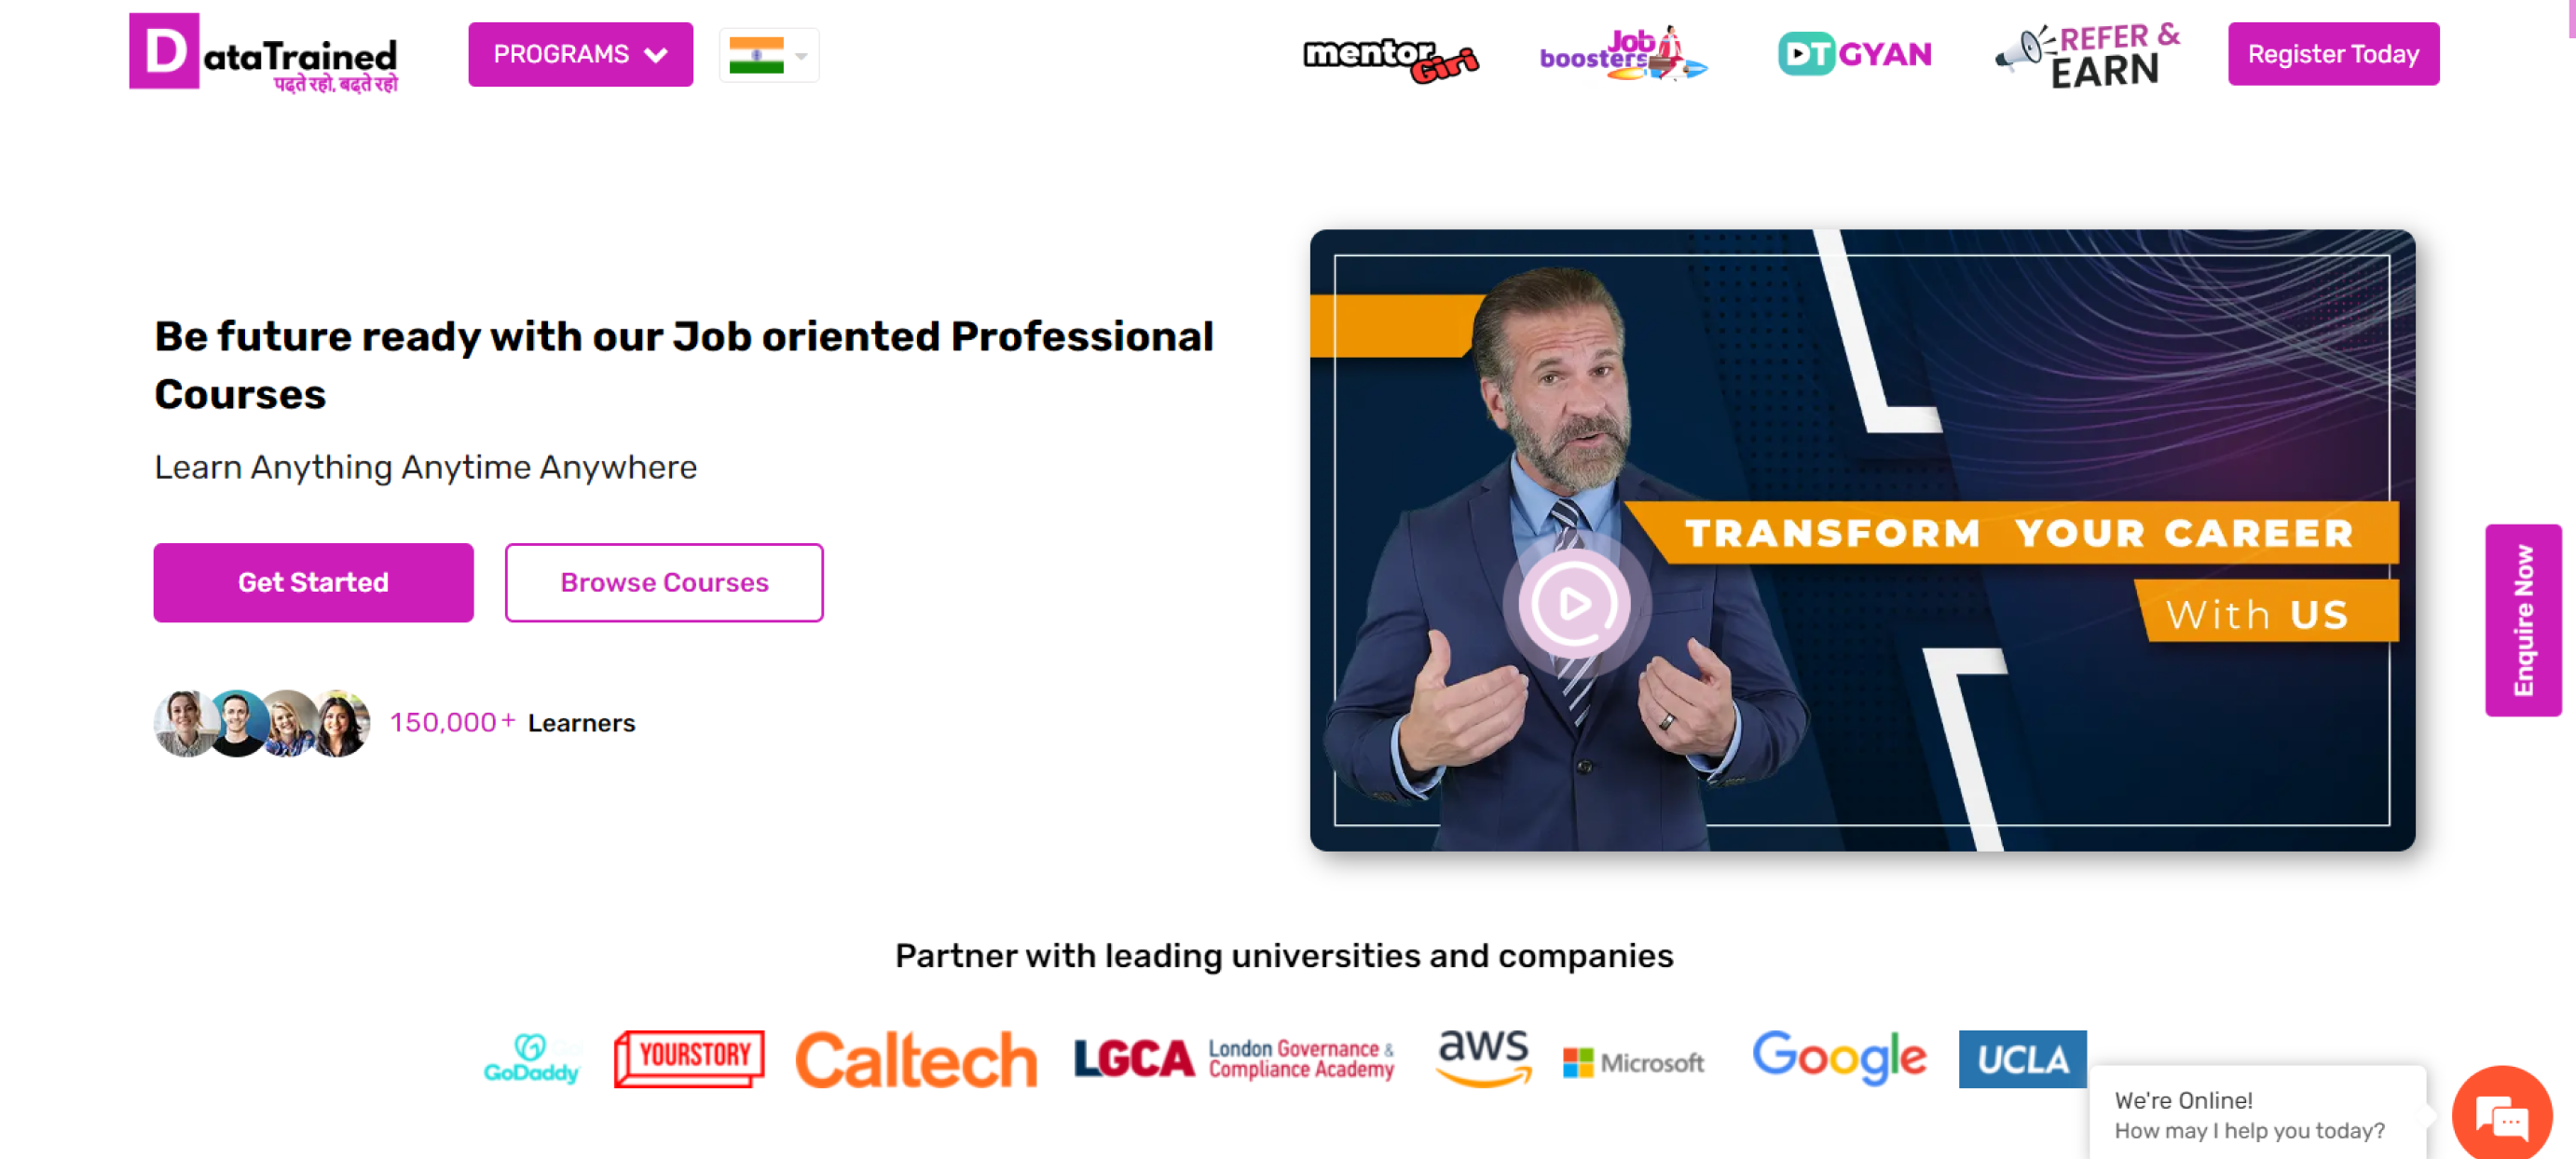 DataTrained
पढ़ते रहो, बढ़ते रहो
PROGRAMS
mentor Giri
Job boosters
DT GYAN
REFER & EARN
Register Today
Be future ready with our Job oriented Professional
Courses
Learn Anything Anytime Anywhere
Get Started
Browse Courses
150,000+ Learners
TRANSFORM YOUR CAREER
With US
Enquire Now
Partner with leading universities and companies
GoDaddy
YOURSTORY
Caltech
LGCA London Governance &
Compliance Academy
aws
Microsoft
Google
UCLA
We're Online!
How may I help you today?